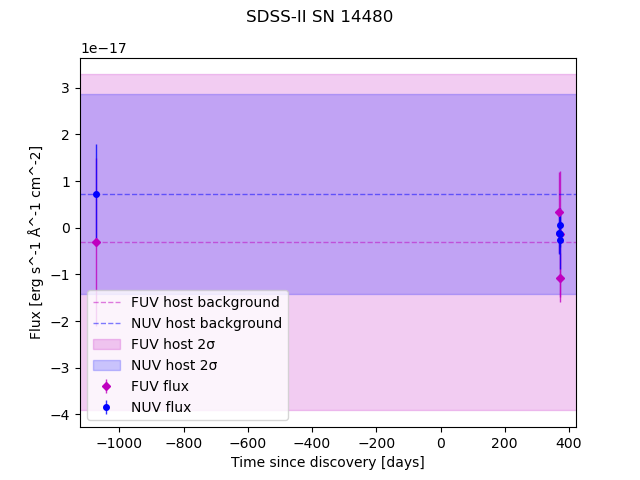 SDSS-II SN 14480
1e−17
3
2
1
0
−1
−2
−3
−4
Flux [erg s^-1 Å^-1 cm^-2]
FUV host background
NUV host background
FUV host 2σ
NUV host 2σ
FUV flux
NUV flux
−1000 −800 −600 −400 −200 0 200 400
Time since discovery [days]